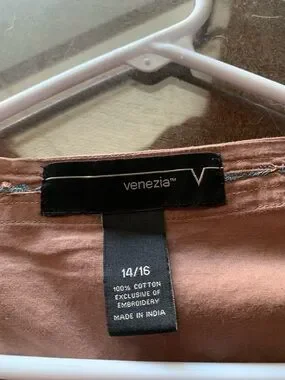 venezia™ V
14/16
100% COTTON
EXCLUSIVE OF
EMBROIDERY
MADE IN INDIA